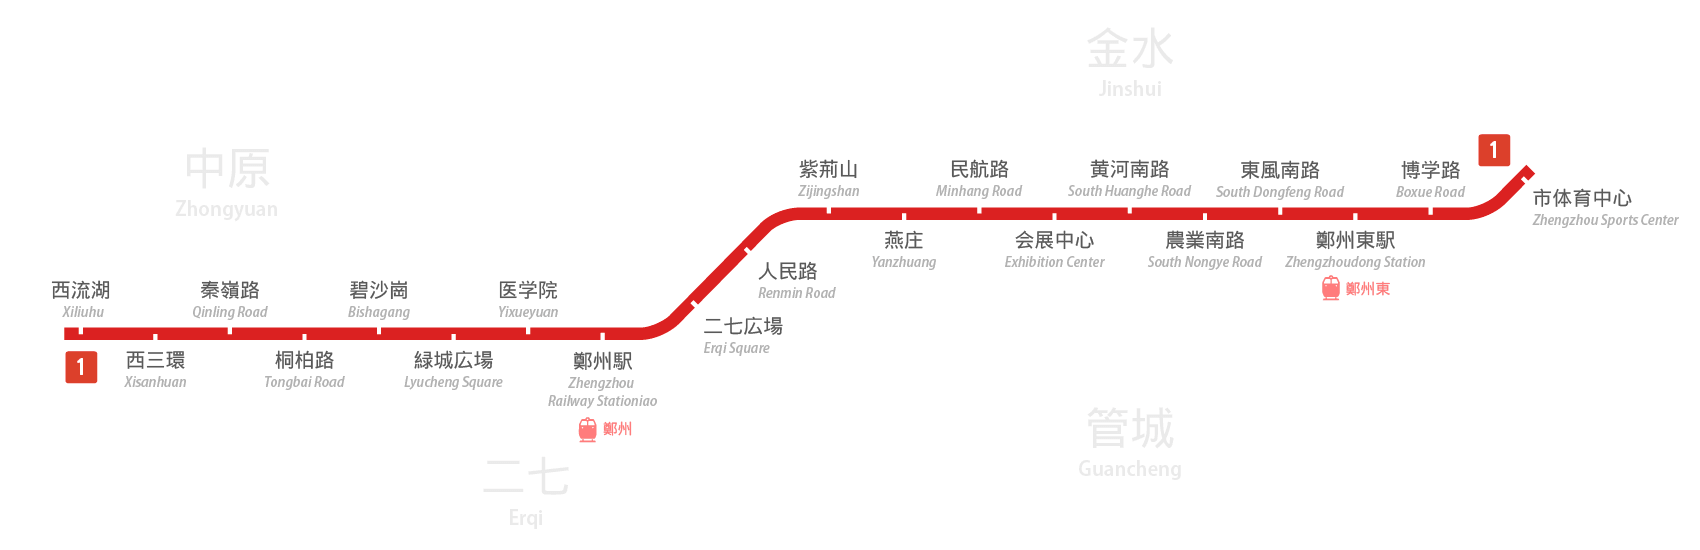 金水
Jinshui
中原
Zhongyuan
1
紫荊山
Zijingshan
民航路
Minhang Road
黄河南路
South Huanghe Road
東風南路
South Dongfeng Road
博学路
Boxue Road
市体育中心
Zhengzhou Sports Center
燕庄
Yanzhuang
会展中心
Exhibition Center
農業南路
South Nongye Road
鄭州東駅
Zhengzhoudong Station
鄭州東
人民路
Renmin Road
二七広場
Erqi Square
西流湖
Xiliuhu
秦嶺路
Qinling Road
碧沙崗
Bishagang
医学院
Yixueyuan
1
西三環
Xisanhuan
桐柏路
Tongbai Road
緑城広場
Lyucheng Square
鄭州駅
Zhengzhou
Railway Stationiao
鄭州
管城
Guancheng
二七
Erqi